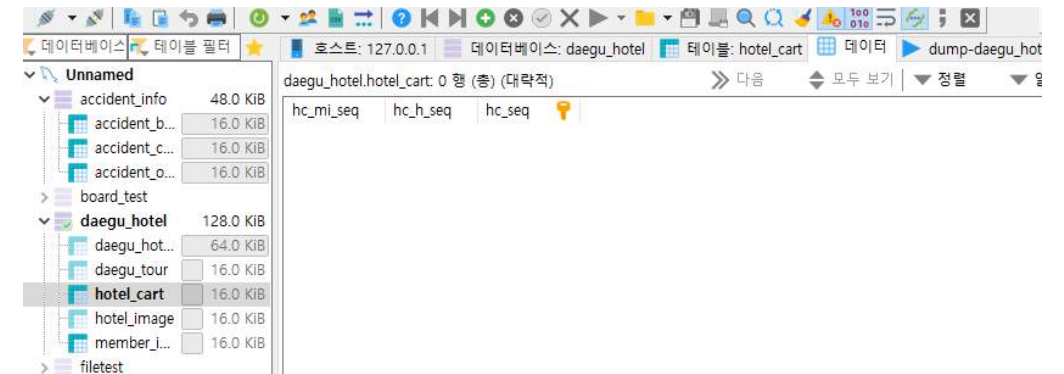 데이터베이스 테이블 필터
호스트: 127.0.0.1 데이터베이스: daegu_hotel 테이블: hotel_cart 데이터 dump-daegu_hot
Unnamed
daegu_hotel.hotel_cart: 0 행 (총) (대략적) 다음 모두 보기 정렬
accident_info 48.0 KiB
hc_mi_seq hc_h_seq hc_seq
accident_b... 16.0 KiB
accident_c... 16.0 KiB
accident_o... 16.0 KiB
board_test
daegu_hotel 128.0 KiB
daegu_hot... 64.0 KiB
daegu_tour 16.0 KiB
hotel_cart 16.0 KiB
hotel_image 16.0 KiB
member_i... 16.0 KiB
filetest